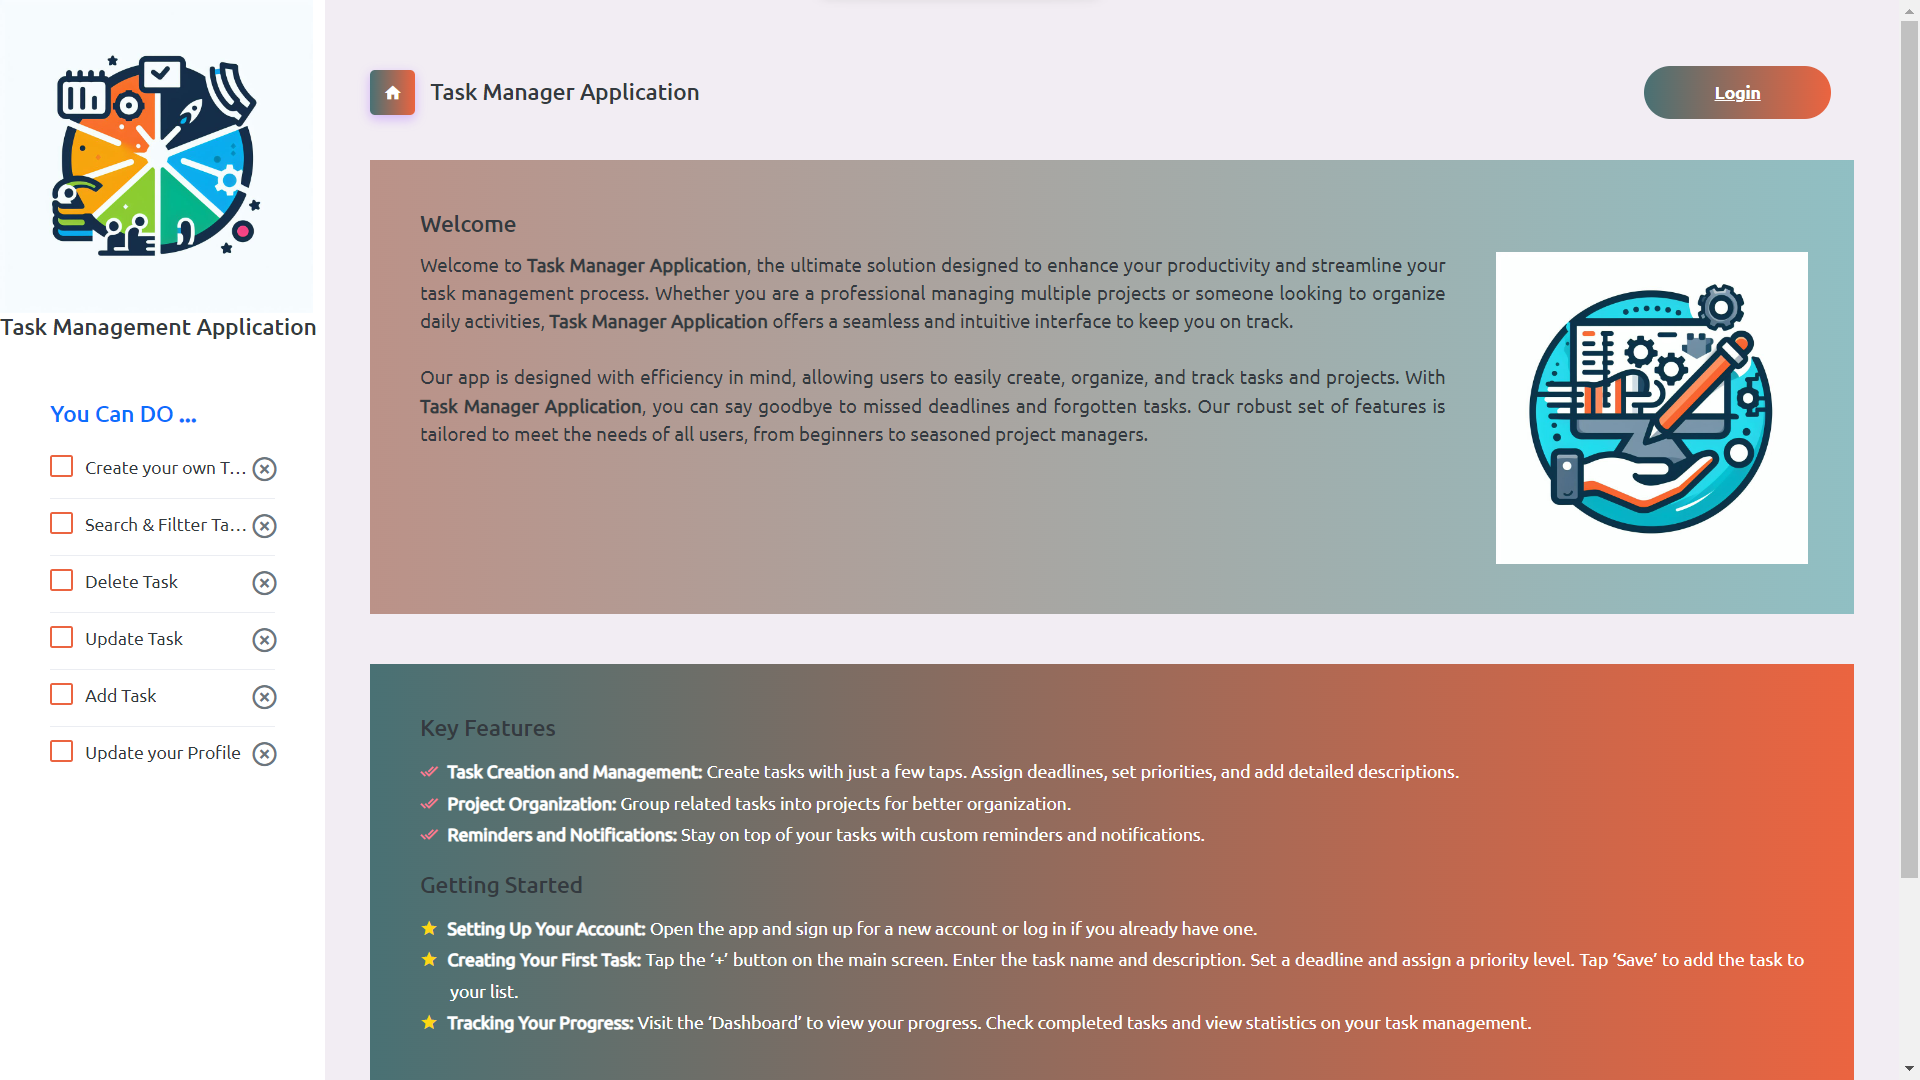 Task Management Application
You Can DO ...
Create your own T...
Search & Filtter Ta...
Delete Task
Update Task
Add Task
Update your Profile
Task Manager Application
Login
Welcome
Welcome to Task Manager Application, the ultimate solution designed to enhance your productivity and streamline your
task management process. Whether you are a professional managing multiple projects or someone looking to organize
daily activities, Task Manager Application offers a seamless and intuitive interface to keep you on track.
Our app is designed with efficiency in mind, allowing users to easily create, organize, and track tasks and projects. With
Task Manager Application, you can say goodbye to missed deadlines and forgotten tasks. Our robust set of features is
tailored to meet the needs of all users, from beginners to seasoned project managers.
Key Features
Task Creation and Management: Create tasks with just a few taps. Assign deadlines, set priorities, and add detailed descriptions.
Project Organization: Group related tasks into projects for better organization.
Reminders and Notifications: Stay on top of your tasks with custom reminders and notifications.
Getting Started
Setting Up Your Account: Open the app and sign up for a new account or log in if you already have one.
Creating Your First Task: Tap the ‘+’ button on the main screen. Enter the task name and description. Set a deadline and assign a priority level. Tap ‘Save’ to add the task to
your list.
Tracking Your Progress: Visit the ‘Dashboard’ to view your progress. Check completed tasks and view statistics on your task management.